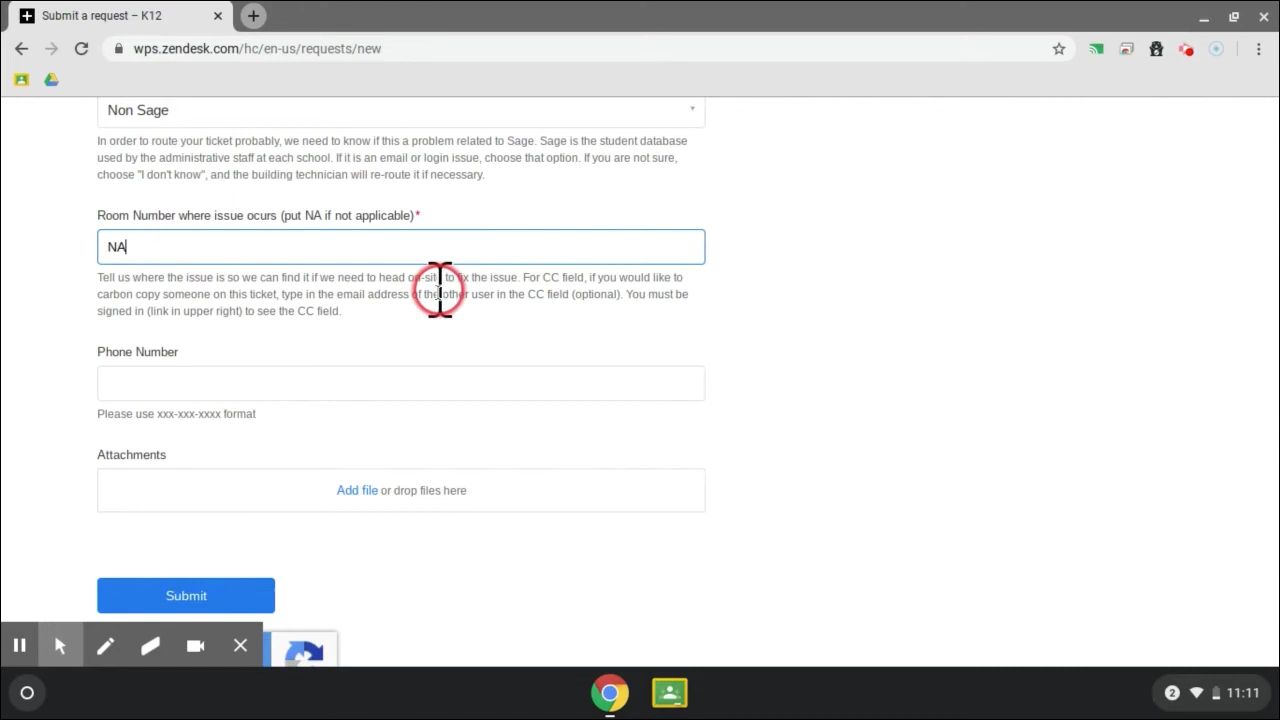 Submit a request – K12
wps.zendesk.com/hc/en-us/requests/new
Non Sage
In order to route your ticket probably, we need to know if this a problem related to Sage. Sage is the student database
used by the administrative staff at each school. If it is an email or login issue, choose that option. If you are not sure,
choose "I don't know", and the building technician will re-route it if necessary.
Room Number where issue ocurs (put NA if not applicable)*
NA
Tell us where the issue is so we can find it if we need to head on-site to fix the issue. For CC field, if you would like to
carbon copy someone on this ticket, type in the email address of the other user in the CC field (optional). You must be
signed in (link in upper right) to see the CC field.
Phone Number
Please use xxx-xxx-xxxx format
Attachments
Add file or drop files here
Submit
2 11:11